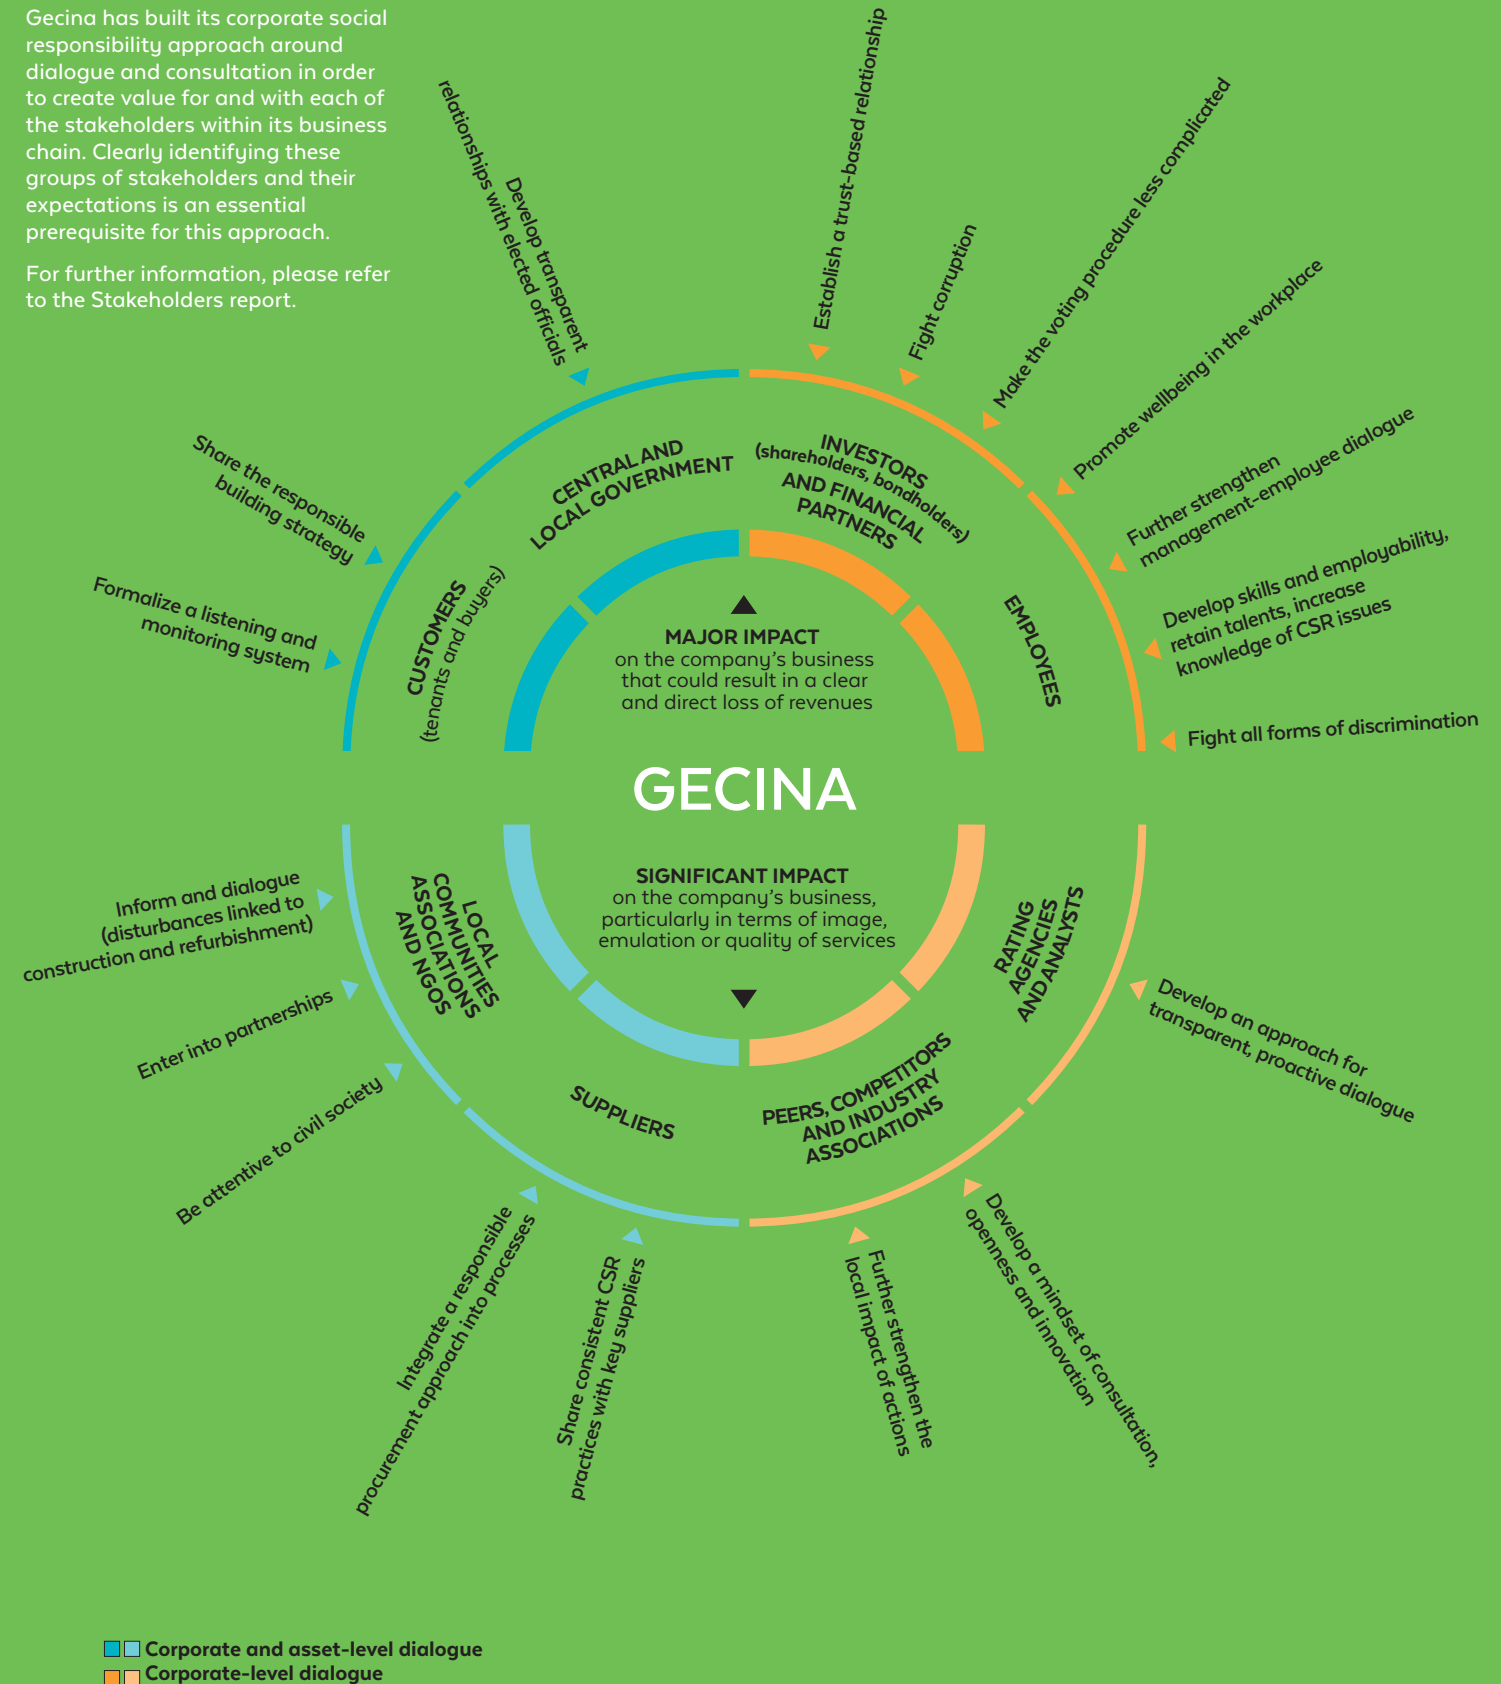 Gecina has built its corporate social
responsibility approach around
dialogue and consultation in order
to create value for and with each of
the stakeholders within its business
chain. Clearly identifying these
groups of stakeholders and their
expectations is an essential
prerequisite for this approach.
For further information, please refer
to the Stakeholders report.
Develop transparent
relationships with elected officials
Establish a trust-based relationship
Fight corruption
Make the voting procedure less complicated
Promote wellbeing in the workplace
Further strengthen
management-employee dialogue
Develop skills and employability,
retain talents, increase
knowledge of CSR issues
Fight all forms of discrimination
Share the responsible
building strategy
Formalize a listening and
monitoring system
CENTRAL AND
LOCAL GOVERNMENT
INVESTORS
(shareholders, bondholders)
AND FINANCIAL
PARTNERS
CUSTOMERS
(tenants and buyers)
EMPLOYEES
MAJOR IMPACT
on the company's business
that could result in a clear
and direct loss of revenues
GECINA
SIGNIFICANT IMPACT
on the company's business,
particularly in terms of image,
emulation or quality of services
LOCAL
COMMUNITIES
ASSOCIATIONS
AND NGOS
RATING
AGENCIES
AND ANALYSTS
SUPPLIERS
PEERS, COMPETITORS
AND INDUSTRY
ASSOCIATIONS
Inform and dialogue
(disturbances linked to
construction and refurbishment)
Enter into partnerships
Be attentive to civil society
Integrate a responsible
procurement approach into processes
Share consistent CSR
practices with key suppliers
Further strengthen the
local impact of actions
Develop a mindset of consultation,
openness and innovation
Develop an approach for
transparent, proactive dialogue
Corporate and asset-level dialogue
Corporate-level dialogue